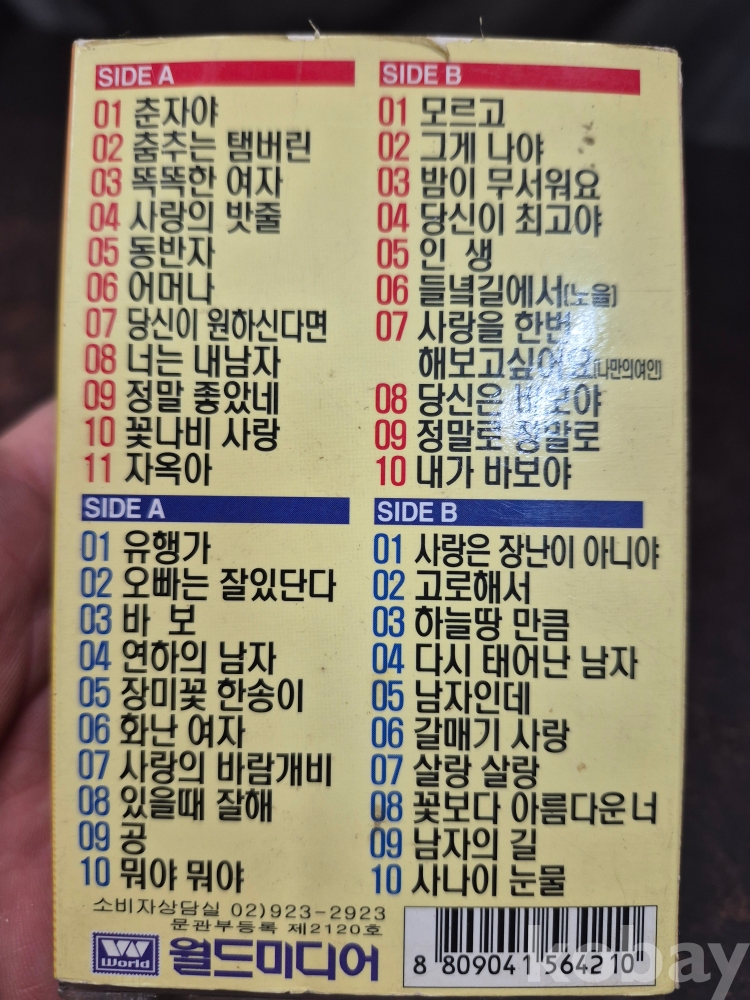 SIDE A
01 춘자야
02 춤추는 탬버린
03 똑똑한 여자
04 사랑의 밧줄
05 동반자
06 어머나
07 당신이 원하신다면
08 너는 내남자
09 정말 좋았네
10 꽃나비 사랑
11 자옥아
SIDE B
01 모르고
02 그게 나야
03 밤이 무서워요
04 당신이 최고야
05 인 생
06 들녘길에서(노을)
07 사랑을 한번
해보고싶어요(나만의여인)
08 당신은 바보야
09 정말로 정말로
10 내가 바보야
SIDE A
01 유행가
02 오빠는 잘있단다
03 바 보
04 연하의 남자
05 장미꽃 한송이
06 화난 여자
07 사랑의 바람개비
08 있을때 잘해
09 공
10 뭐야 뭐야
SIDE B
01 사랑은 장난이 아니야
02 고로해서
03 하늘땅 만큼
04 다시 태어난 남자
05 남자인데
06 갈매기 사랑
07 살랑 살랑
08 꽃보다 아름다운너
09 남자의 길
10 사나이 눈물
소비자상담실 02)923-2923
문관부등록 제2120호
World 월드미디어
8 809041 564210
kobay